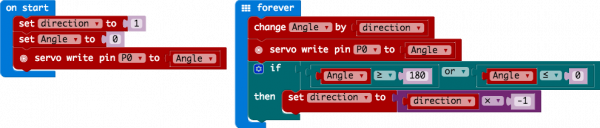 on start
set direction to 1
set Angle to 0
servo write pin P0 to Angle
forever
change Angle by direction
servo write pin P0 to Angle
if Angle ≥ 180 or Angle ≤ 0
then set direction to direction × -1